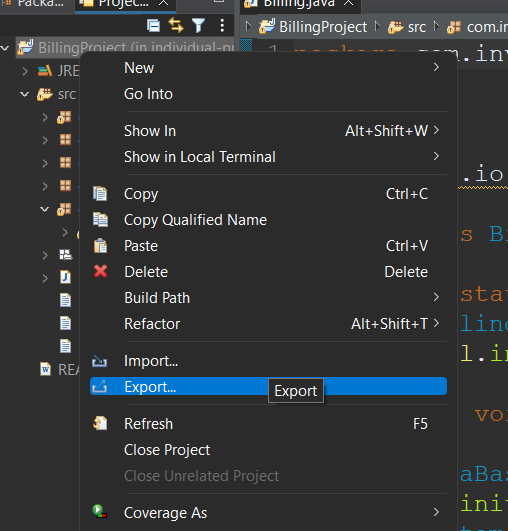 Packa
Projec...
Billing.java
BillingProject
src
com.in
BillingProject (in individual-pr
1
package com.inv
JRE
src
New
Go Into
Show In Alt+Shift+W
Show in Local Terminal
.io
Copy Ctrl+C
Copy Qualified Name
s Bi
Paste Ctrl+V
Delete Delete
Build Path
stat
Refactor Alt+Shift+T
l.in
Import...
REA
Export...
Export
Refresh F5
voi
Close Project
Close Unrelated Project
aBas
init
Coverage As